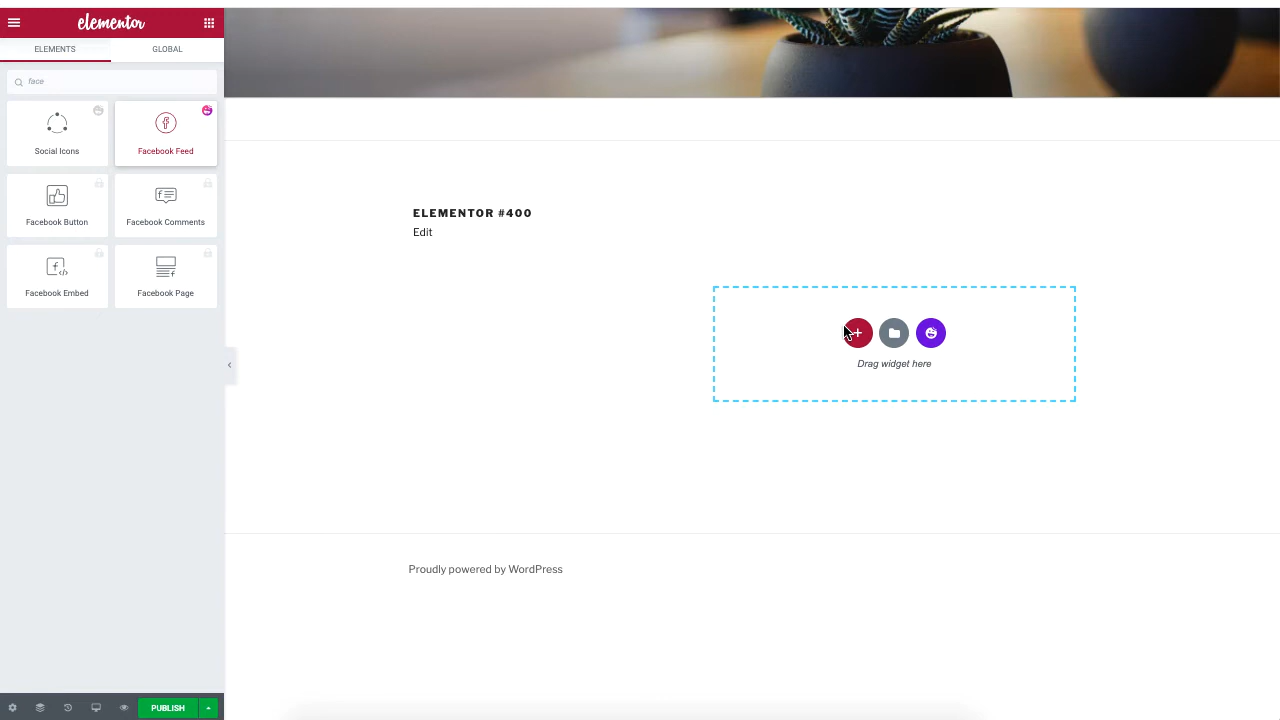 elementor
ELEMENTS GLOBAL
face
Social Icons
Facebook Feed
Facebook Button
Facebook Comments
Facebook Embed
Facebook Page
ELEMENTOR #400
Edit
Drag widget here
Proudly powered by WordPress
PUBLISH